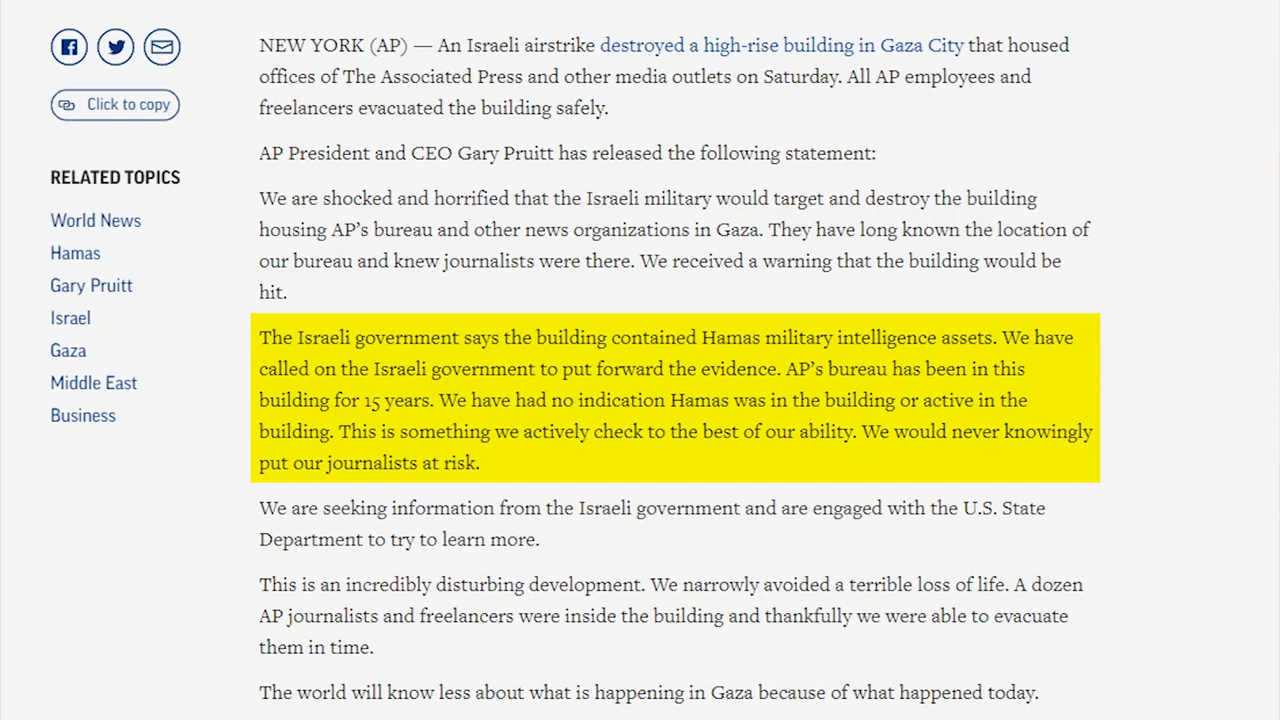 Click to copy
RELATED TOPICS
World News
Hamas
Gary Pruitt
Israel
Gaza
Middle East
Business
NEW YORK (AP) — An Israeli airstrike destroyed a high-rise building in Gaza City that housed
offices of The Associated Press and other media outlets on Saturday. All AP employees and
freelancers evacuated the building safely.
AP President and CEO Gary Pruitt has released the following statement:
We are shocked and horrified that the Israeli military would target and destroy the building
housing AP’s bureau and other news organizations in Gaza. They have long known the location of
our bureau and knew journalists were there. We received a warning that the building would be
hit.
The Israeli government says the building contained Hamas military intelligence assets. We have
called on the Israeli government to put forward the evidence. AP’s bureau has been in this
building for 15 years. We have had no indication Hamas was in the building or active in the
building. This is something we actively check to the best of our ability. We would never knowingly
put our journalists at risk.
We are seeking information from the Israeli government and are engaged with the U.S. State
Department to try to learn more.
This is an incredibly disturbing development. We narrowly avoided a terrible loss of life. A dozen
AP journalists and freelancers were inside the building and thankfully we were able to evacuate
them in time.
The world will know less about what is happening in Gaza because of what happened today.